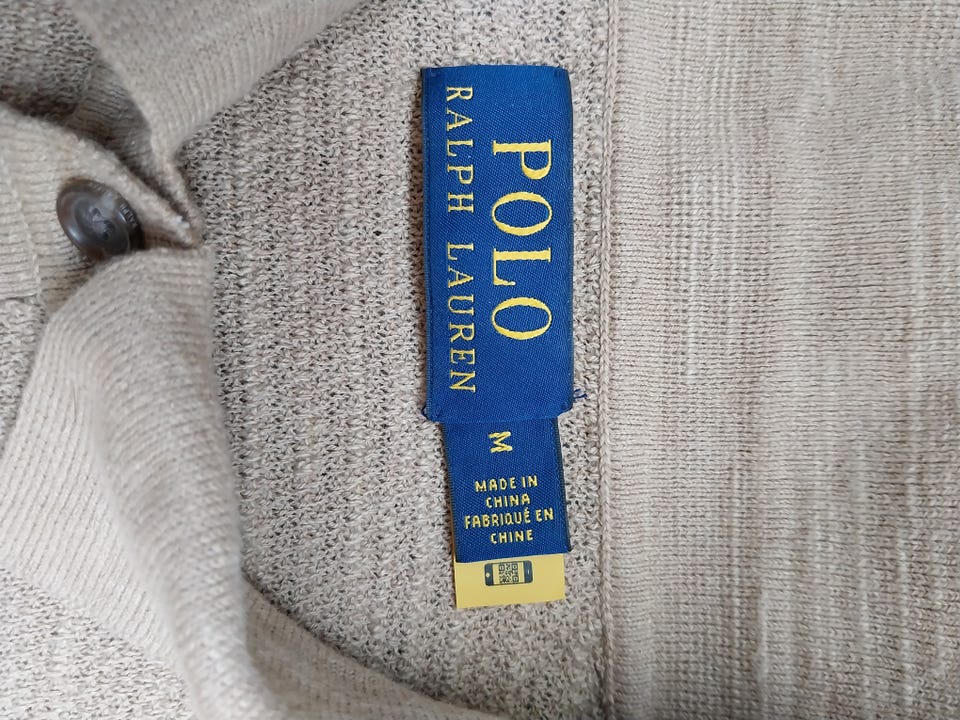 POLO
RALPH LAUREN
M
MADE IN
CHINA
FABRIQUÉ EN
CHINE